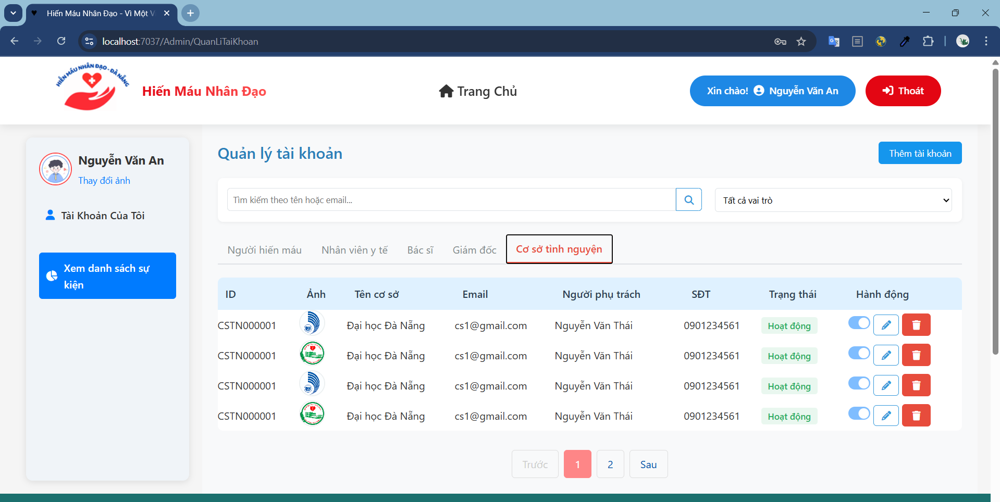 Hiến Máu Nhân Đạo - Vì Một V
localhost:7037/Admin/QuanLiTaiKhoan
HIẾN MÁU NHÂN ĐẠO - ĐÀ NẴNG
Hiến Máu Nhân Đạo
Trang Chủ
Xin chào! Nguyễn Văn An
Thoát
Nguyễn Văn An
Thay đổi ảnh
Tài Khoản Của Tôi
Xem danh sách sự
kiện
Quản lý tài khoản
Thêm tài khoản
Tìm kiếm theo tên hoặc email...
Tất cả vai trò
Người hiến máu Nhân viên y tế Bác sĩ Giám đốc Cơ sở tình nguyện
ID Ảnh Tên cơ sở Email Người phụ trách SĐT Trạng thái Hành động
CSTN000001 Đại học Đà Nẵng cs1@gmail.com Nguyễn Văn Thái 0901234561 Hoạt động
CSTN000001 Đại học Đà Nẵng cs1@gmail.com Nguyễn Văn Thái 0901234561 Hoạt động
CSTN000001 Đại học Đà Nẵng cs1@gmail.com Nguyễn Văn Thái 0901234561 Hoạt động
CSTN000001 Đại học Đà Nẵng cs1@gmail.com Nguyễn Văn Thái 0901234561 Hoạt động
Trước 1 2 Sau